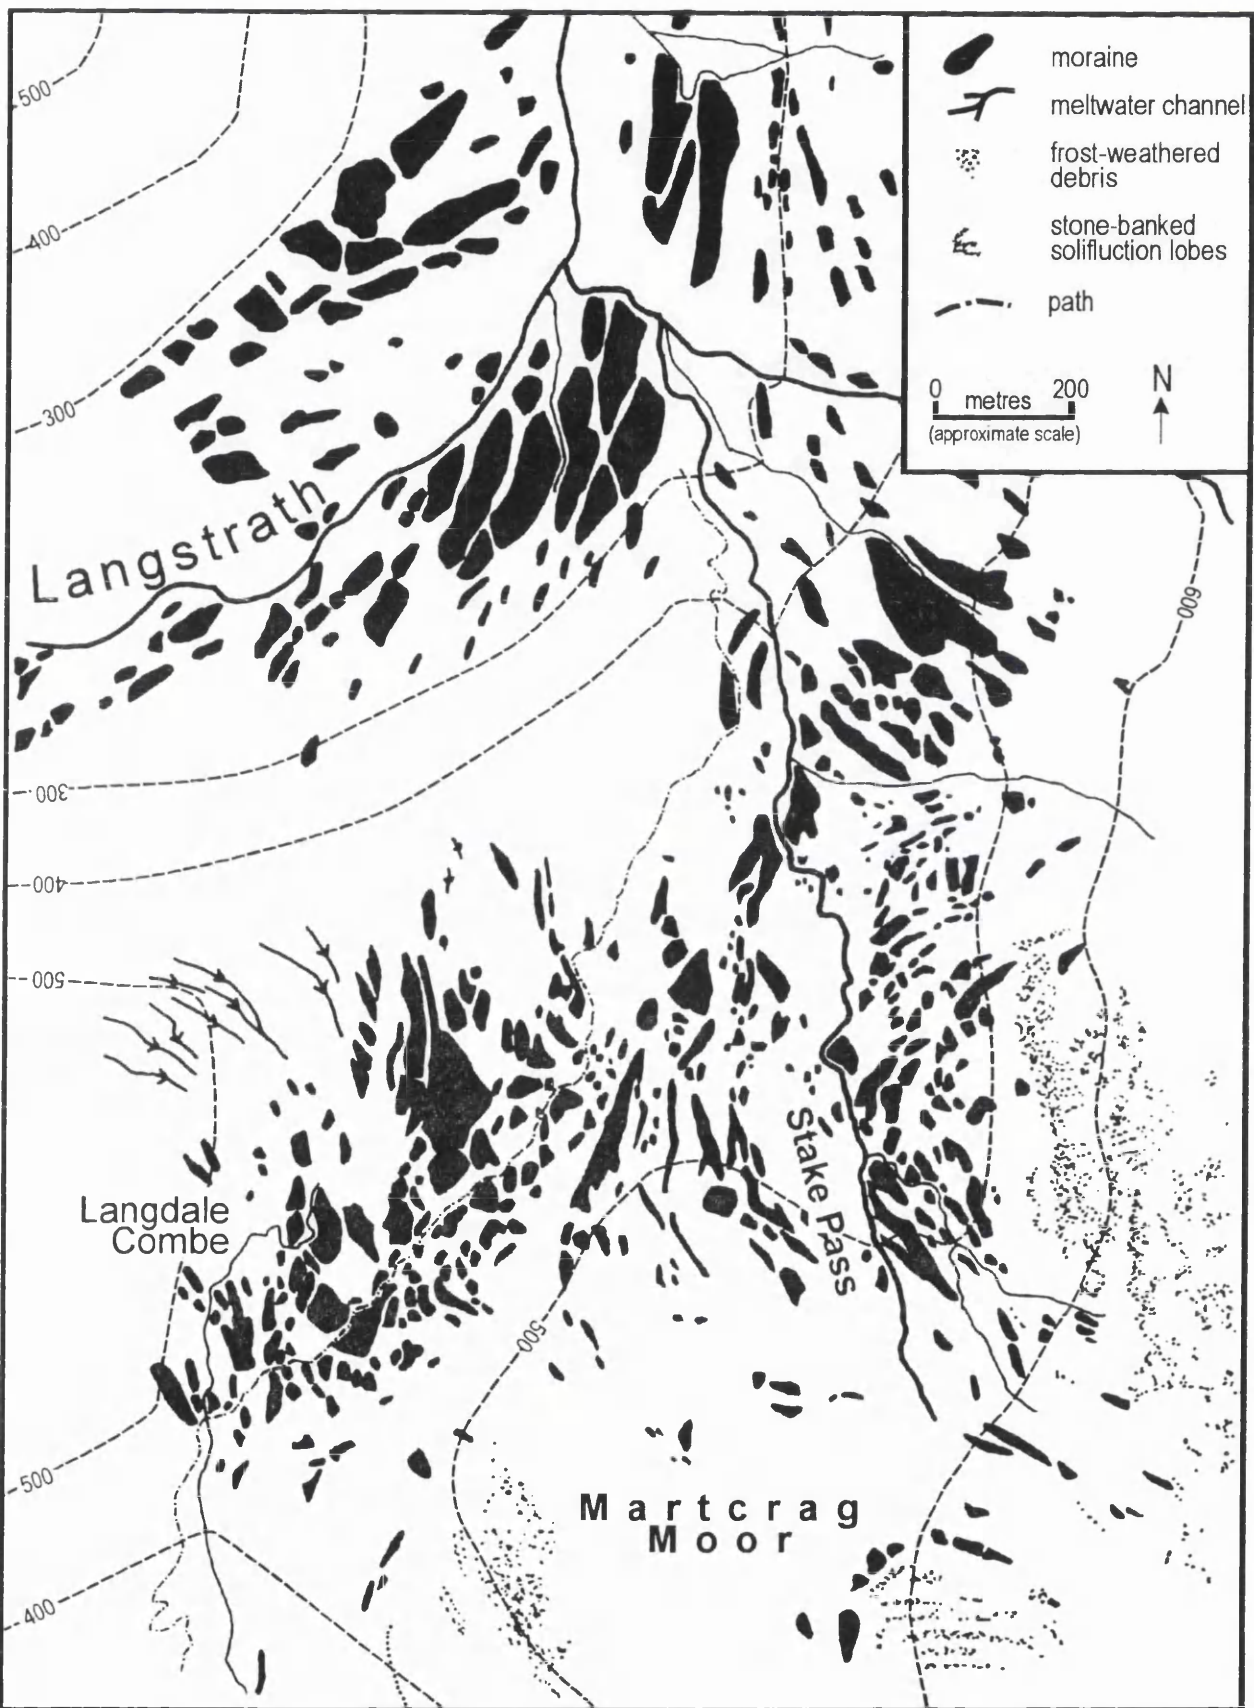 moraine
meltwater channel
frost-weathered
debris
stone-banked
solifluction lobes
path
0 metres 200
(approximate scale)
N
500
400
300
Langstrath
600
300
400
500
Langdale
Combe
Stake Pass
500
500
400
Martcrag
Moor